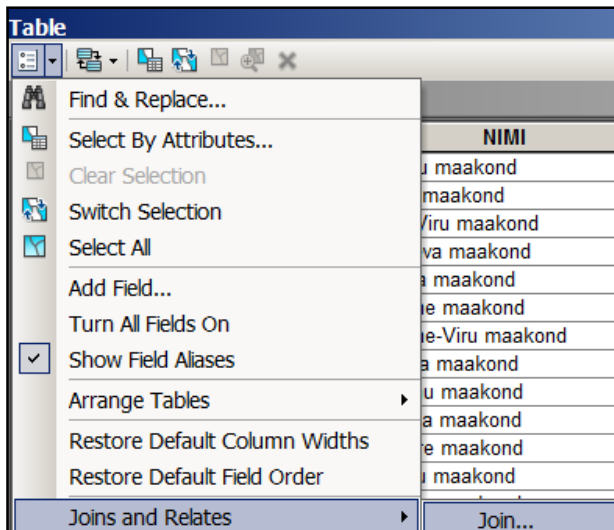 Table
Find & Replace...
Select By Attributes...
Clear Selection
Switch Selection
Select All
Add Field...
Turn All Fields On
Show Field Aliases
Arrange Tables
Restore Default Column Widths
Restore Default Field Order
Joins and Relates
Join...
NIMI
maakond
maakond
Viru maakond
maakond
maakond
maakond
ne-Viru maakond
maakond
maakond
maakond
maakond
maakond